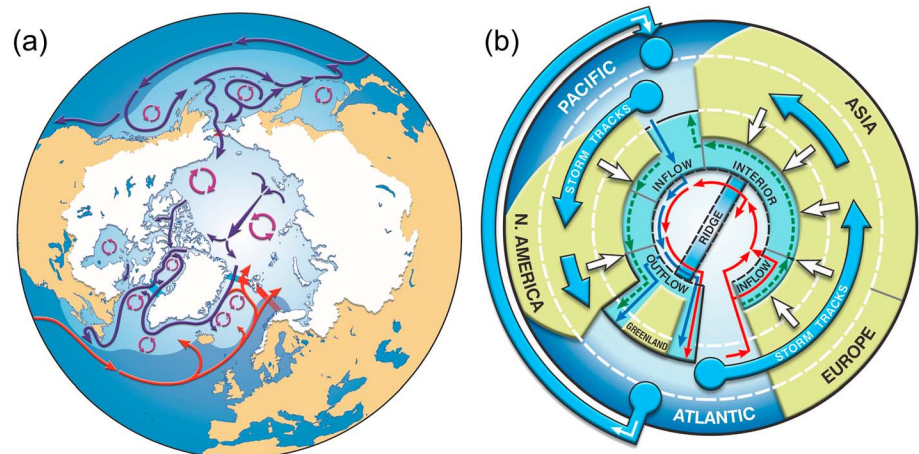 (a)
(b)
PACIFIC
ASIA
STORM TRACKS
INFLOW
INTERIOR
RIDGE
N. AMERICA
OUTFLOW
INFLOW
GREENLAND
STORM TRACKS
EUROPE
ATLANTIC